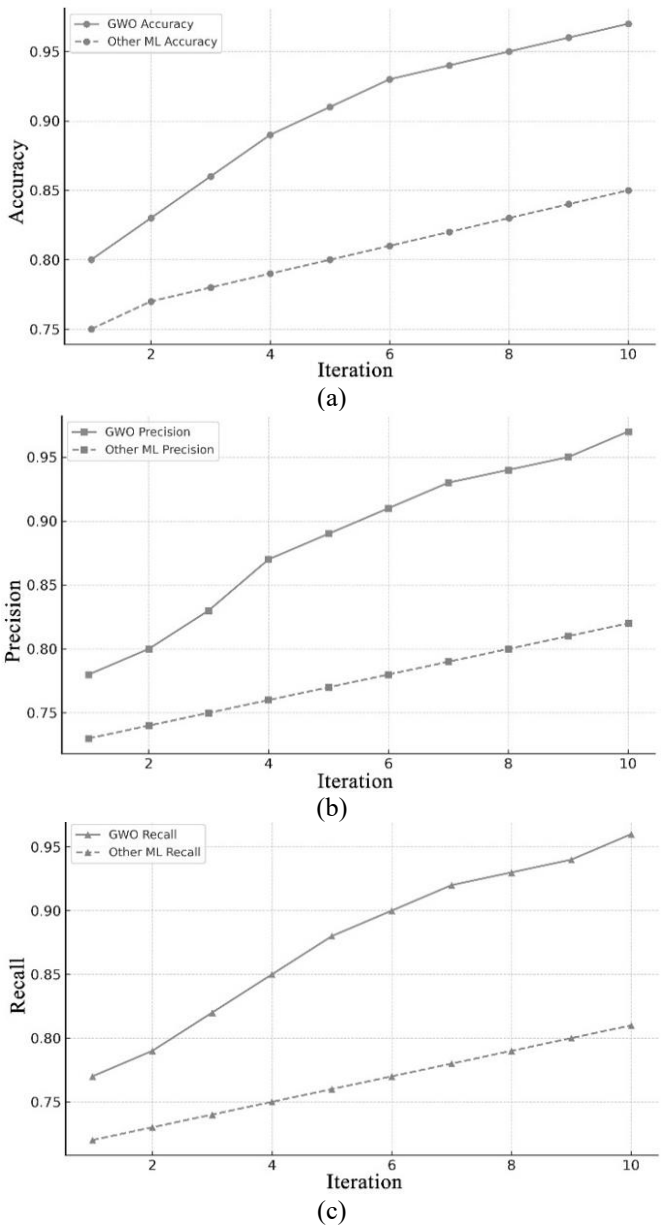 GWO Accuracy
Other ML Accuracy
0.95
0.90
0.85
0.80
0.75
Accuracy
2 4 6 8 10
Iteration
(a)
GWO Precision
Other ML Precision
0.95
0.90
0.85
0.80
0.75
Precision
2 4 6 8 10
Iteration
(b)
GWO Recall
Other ML Recall
0.95
0.90
0.85
0.80
0.75
Recall
2 4 6 8 10
Iteration
(c)